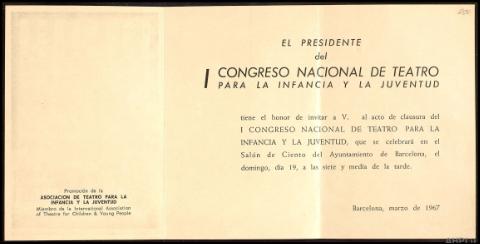 EL PRESIDENTE
del
I CONGRESO NACIONAL DE TEATRO
PARA LA INFANCIA Y LA JUVENTUD
tiene el honor de invitar a V. al acto de clausura del
I CONGRESO NACIONAL DE TEATRO PARA LA
INFANCIA Y LA JUVENTUD, que se celebrará en el
Salón de Ciento del Ayuntamiento de Barcelona, el
domingo, día 19, a las siete y media de la tarde.
Barcelona, marzo de 1967
Promoción de la
ASOCIACION DE TEATRO PARA LA
INFANCIA Y LA JUVENTUD
Miembro de la International Association
of Theatre for Children & Young People